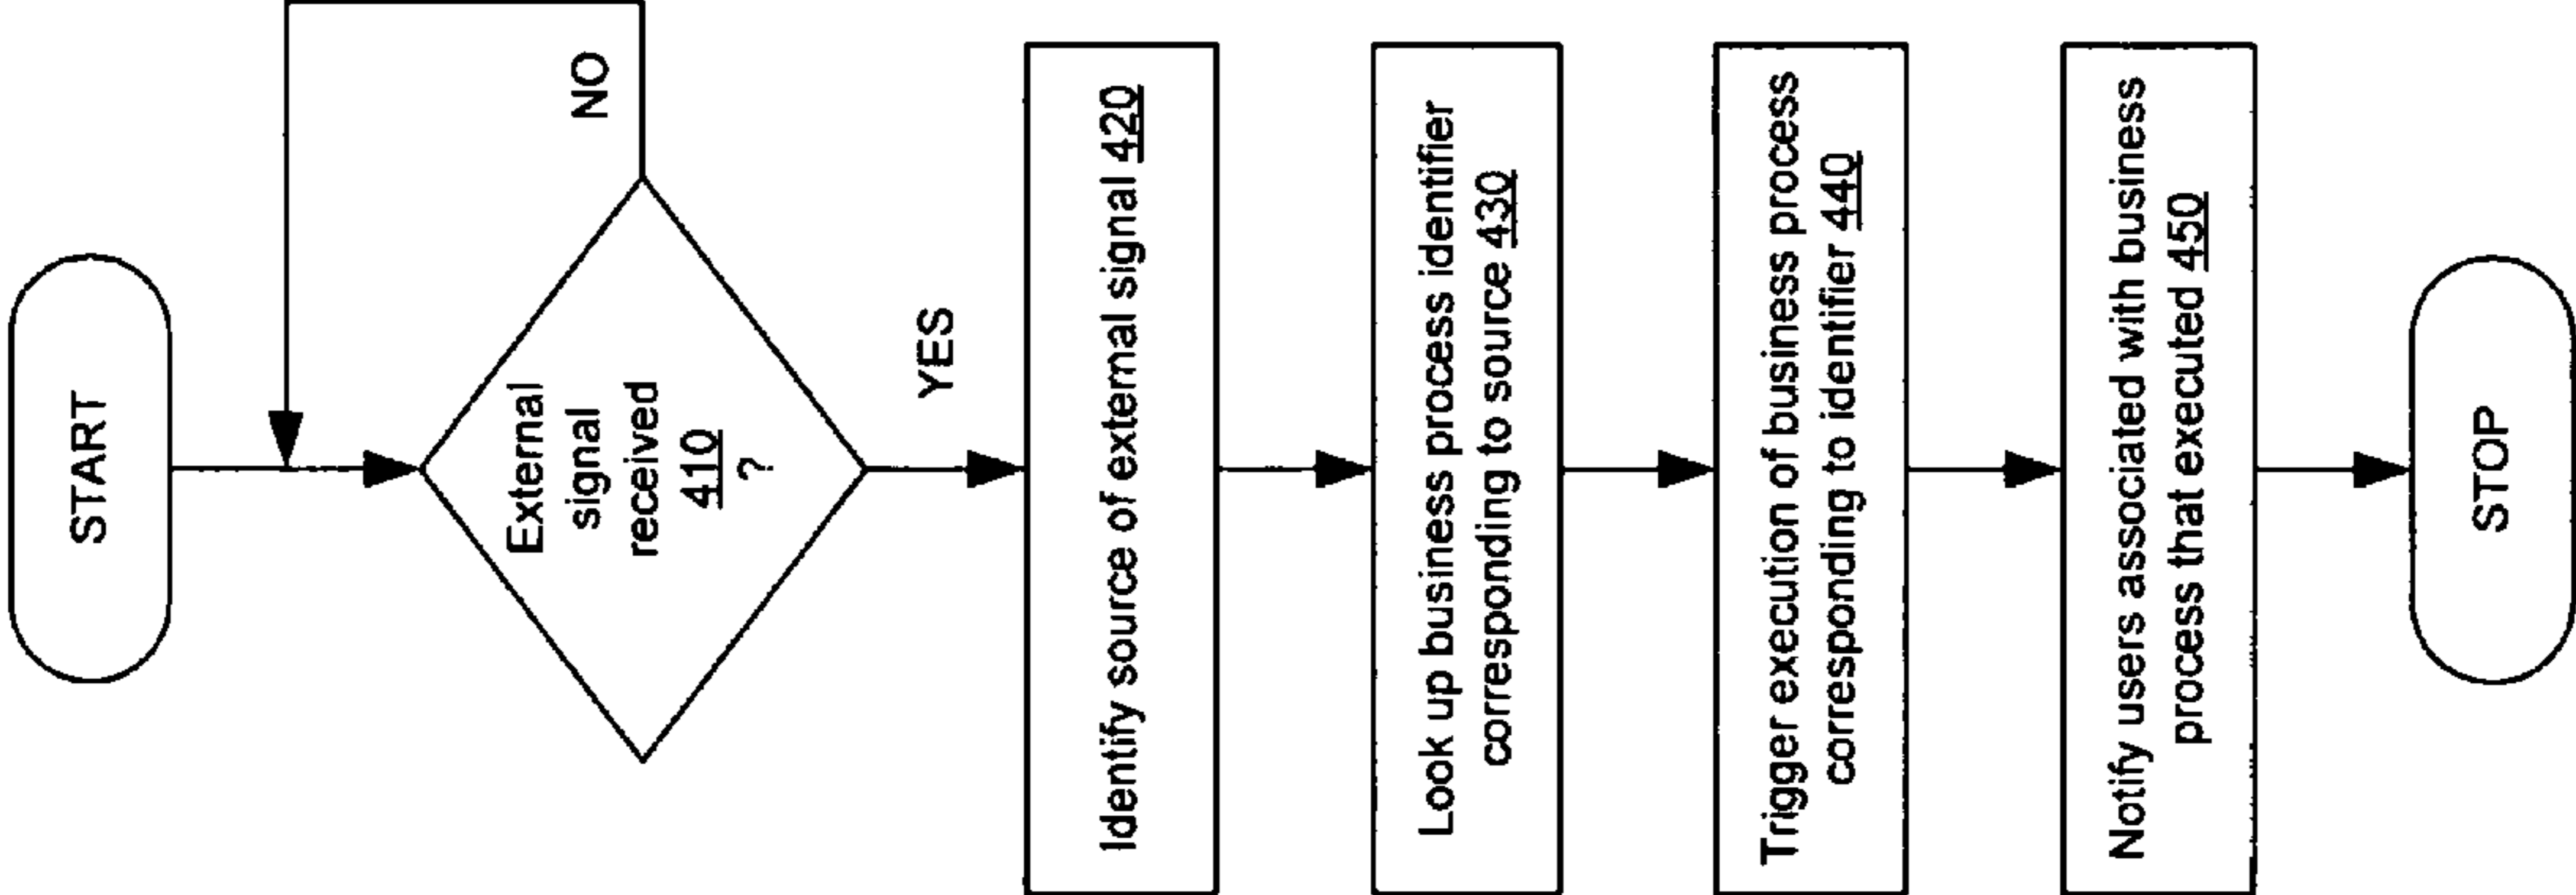 START
NO
External
signal
received
410
?
YES
Identify source of external signal 420
Look up business process identifier
corresponding to source 430
Trigger execution of business process
corresponding to identifier 440
Notify users associated with business
process that executed 450
STOP